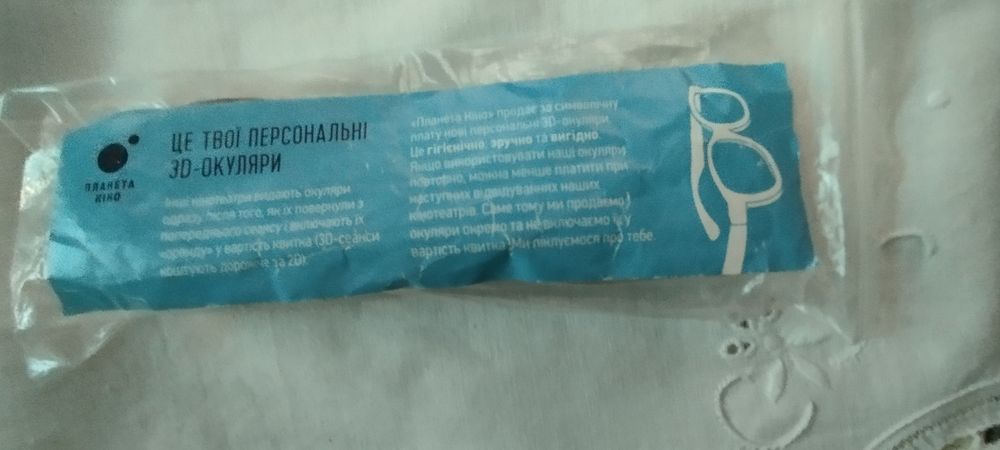 ПЛАНЕТА
КІНО
ЦЕ ТВОЇ ПЕРСОНАЛЬНІ
3D-ОКУЛЯРИ
Інші кінотеатри видають окуляри
одразу після того, як їх повернули з
попереднього сеансу і включають їх
«оренду» у вартість квитка (3D-сеанси
коштують дорожче за 2D).
«Планета Кіно» продає за символічну
плату нові персональні 3D-окуляри.
Це гігієнічно, зручно та вигідно.
Якщо використовувати наші окуляри
повторно, можна менше платити при
наступних відвідуваннях наших
кінотеатрів. Саме тому ми продаємо
окуляри окремо та не включаємо їх у
вартість квитка. Ми піклуємося про тебе.